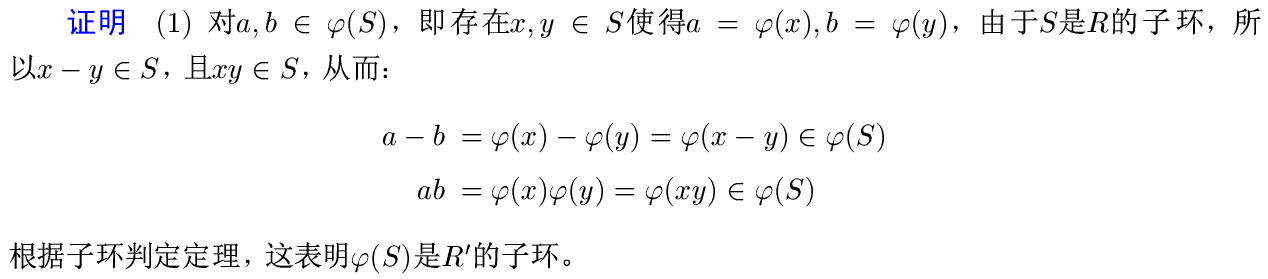 证明 (1) 对a, b ∈ φ(S)，即存在x, y ∈ S使得a = φ(x), b = φ(y)，由于S是R的子环，所
以x − y ∈ S，且xy ∈ S，从而：
a − b = φ(x) − φ(y) = φ(x − y) ∈ φ(S)
ab = φ(x)φ(y) = φ(xy) ∈ φ(S)
根据子环判定定理，这表明φ(S)是R′的子环。